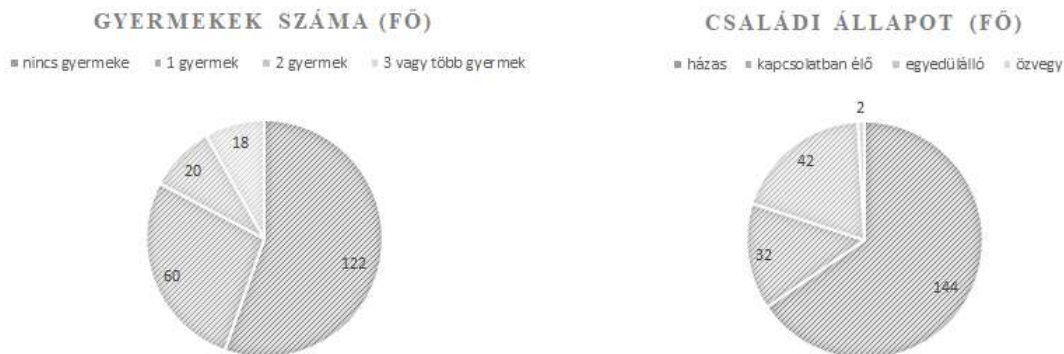 GYERMEKEK SZÁMA (FŐ)
nincs gyermeke 1 gyermek 2 gyermek 3 vagy több gyermek
18
20
60
122
CSALÁDI ÁLLAPOT (FŐ)
házas kapcsolatban élő egyedülálló özvegy
2
42
32
144